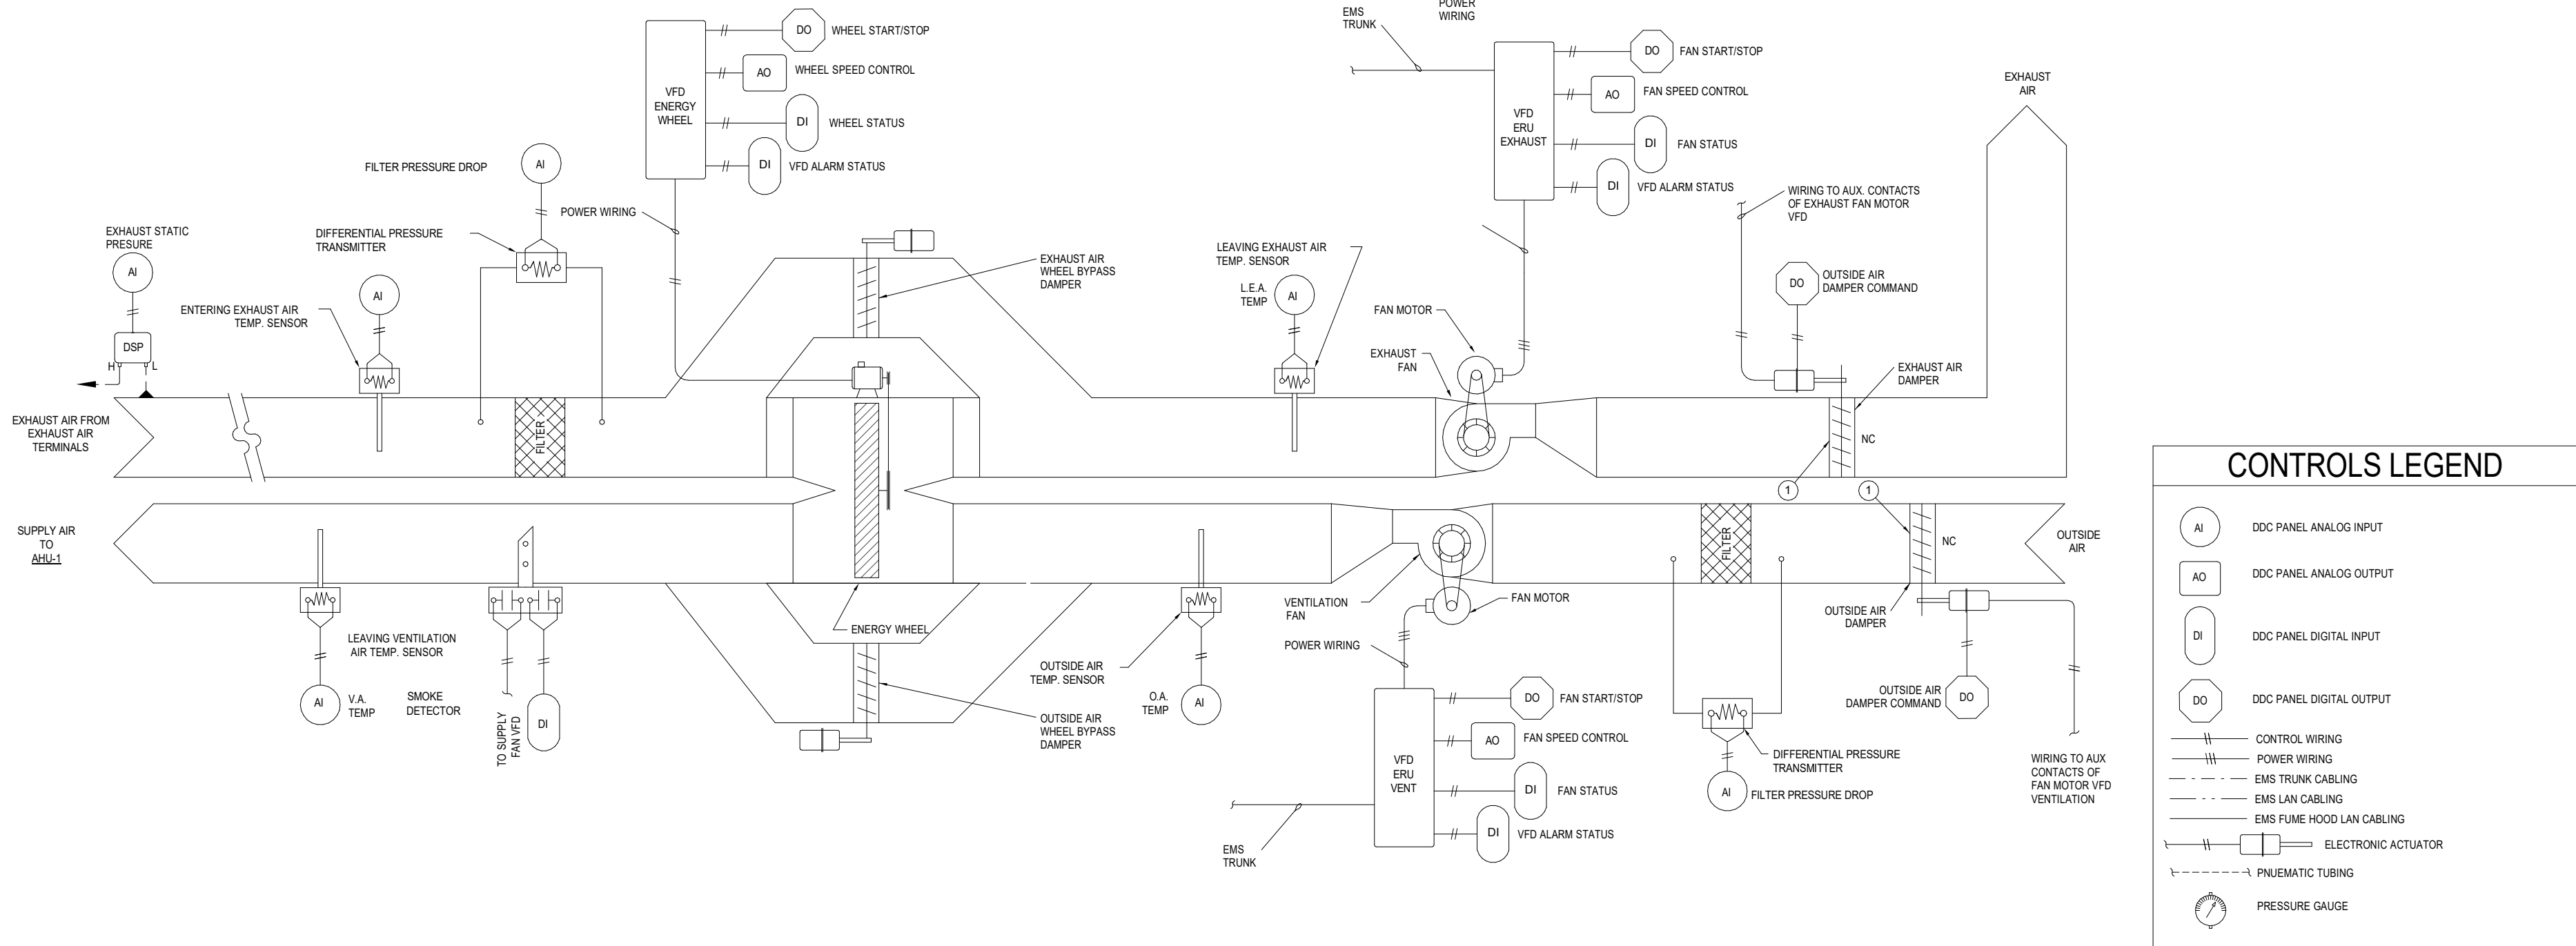 DO
WHEEL START/STOP
AO
WHEEL SPEED CONTROL
VFD
ENERGY
WHEEL
DI
WHEEL STATUS
DI
VFD ALARM STATUS
POWER WIRING
FILTER PRESSURE DROP
AI
DIFFERENTIAL PRESSURE
TRANSMITTER
EXHAUST STATIC
PRESURE
AI
DSP
H
L
ENTERING EXHAUST AIR
TEMP. SENSOR
AI
EXHAUST AIR FROM
EXHAUST AIR
TERMINALS
FILTER
EXHAUST AIR
WHEEL BYPASS
DAMPER
POWER
WIRING
EMS
TRUNK
VFD
ERU
EXHAUST
DO
FAN START/STOP
AO
FAN SPEED CONTROL
DI
FAN STATUS
DI
VFD ALARM STATUS
LEAVING EXHAUST AIR
TEMP. SENSOR
L.E.A.
TEMP
AI
FAN MOTOR
EXHAUST
FAN
WIRING TO AUX. CONTACTS
OF EXHAUST FAN MOTOR
VFD
DO
OUTSIDE AIR
DAMPER COMMAND
EXHAUST AIR
DAMPER
NC
EXHAUST
AIR
1
1
SUPPLY AIR
TO
AHU-1
LEAVING VENTILATION
AIR TEMP. SENSOR
AI
V.A.
TEMP
SMOKE
DETECTOR
TO SUPPLY
FAN VFD
DI
ENERGY WHEEL
OUTSIDE AIR
TEMP. SENSOR
OUTSIDE AIR
WHEEL BYPASS
DAMPER
O.A.
TEMP
AI
VENTILATION
FAN
FAN MOTOR
POWER WIRING
VFD
ERU
VENT
DO
FAN START/STOP
AO
FAN SPEED CONTROL
DI
FAN STATUS
DI
VFD ALARM STATUS
EMS
TRUNK
FILTER
DIFFERENTIAL PRESSURE
TRANSMITTER
AI
FILTER PRESSURE DROP
NC
OUTSIDE
AIR
OUTSIDE AIR
DAMPER
OUTSIDE AIR
DAMPER COMMAND
DO
WIRING TO AUX
CONTACTS OF
FAN MOTOR VFD
VENTILATION
CONTROLS LEGEND
AI
DDC PANEL ANALOG INPUT
AO
DDC PANEL ANALOG OUTPUT
DI
DDC PANEL DIGITAL INPUT
DO
DDC PANEL DIGITAL OUTPUT
CONTROL WIRING
POWER WIRING
EMS TRUNK CABLING
EMS LAN CABLING
EMS FUME HOOD LAN CABLING
ELECTRONIC ACTUATOR
PNUEMATIC TUBING
PRESSURE GAUGE